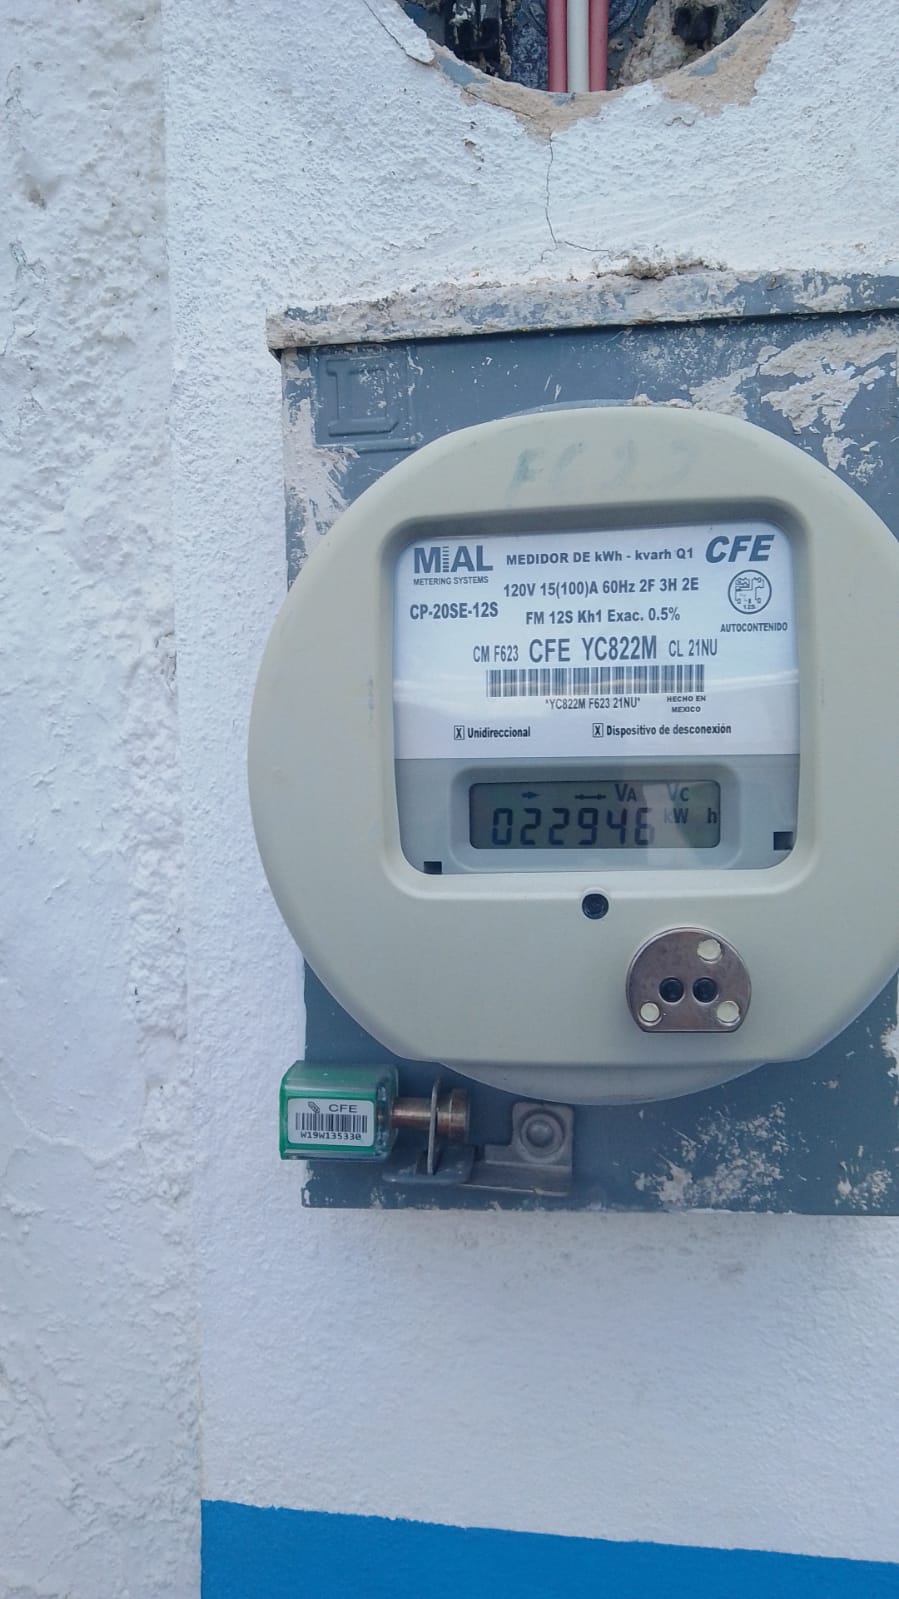 MIAL
METERING SYSTEMS
MEDIDOR DE kWh - kvarh Q1
CFE
120V 15(100)A 60Hz 2F 3H 2E
CP-20SE-12S
FM 12S Kh1 Exac. 0.5%
12S
AUTOCONTENIDO
CM F623 CFE YC822M CL 21NU
*YC822M F623 21NU*
HECHO EN
MEXICO
X Unidireccional
X Dispositivo de desconexión
VA VC
022946 kW h
CFE
W19W135330